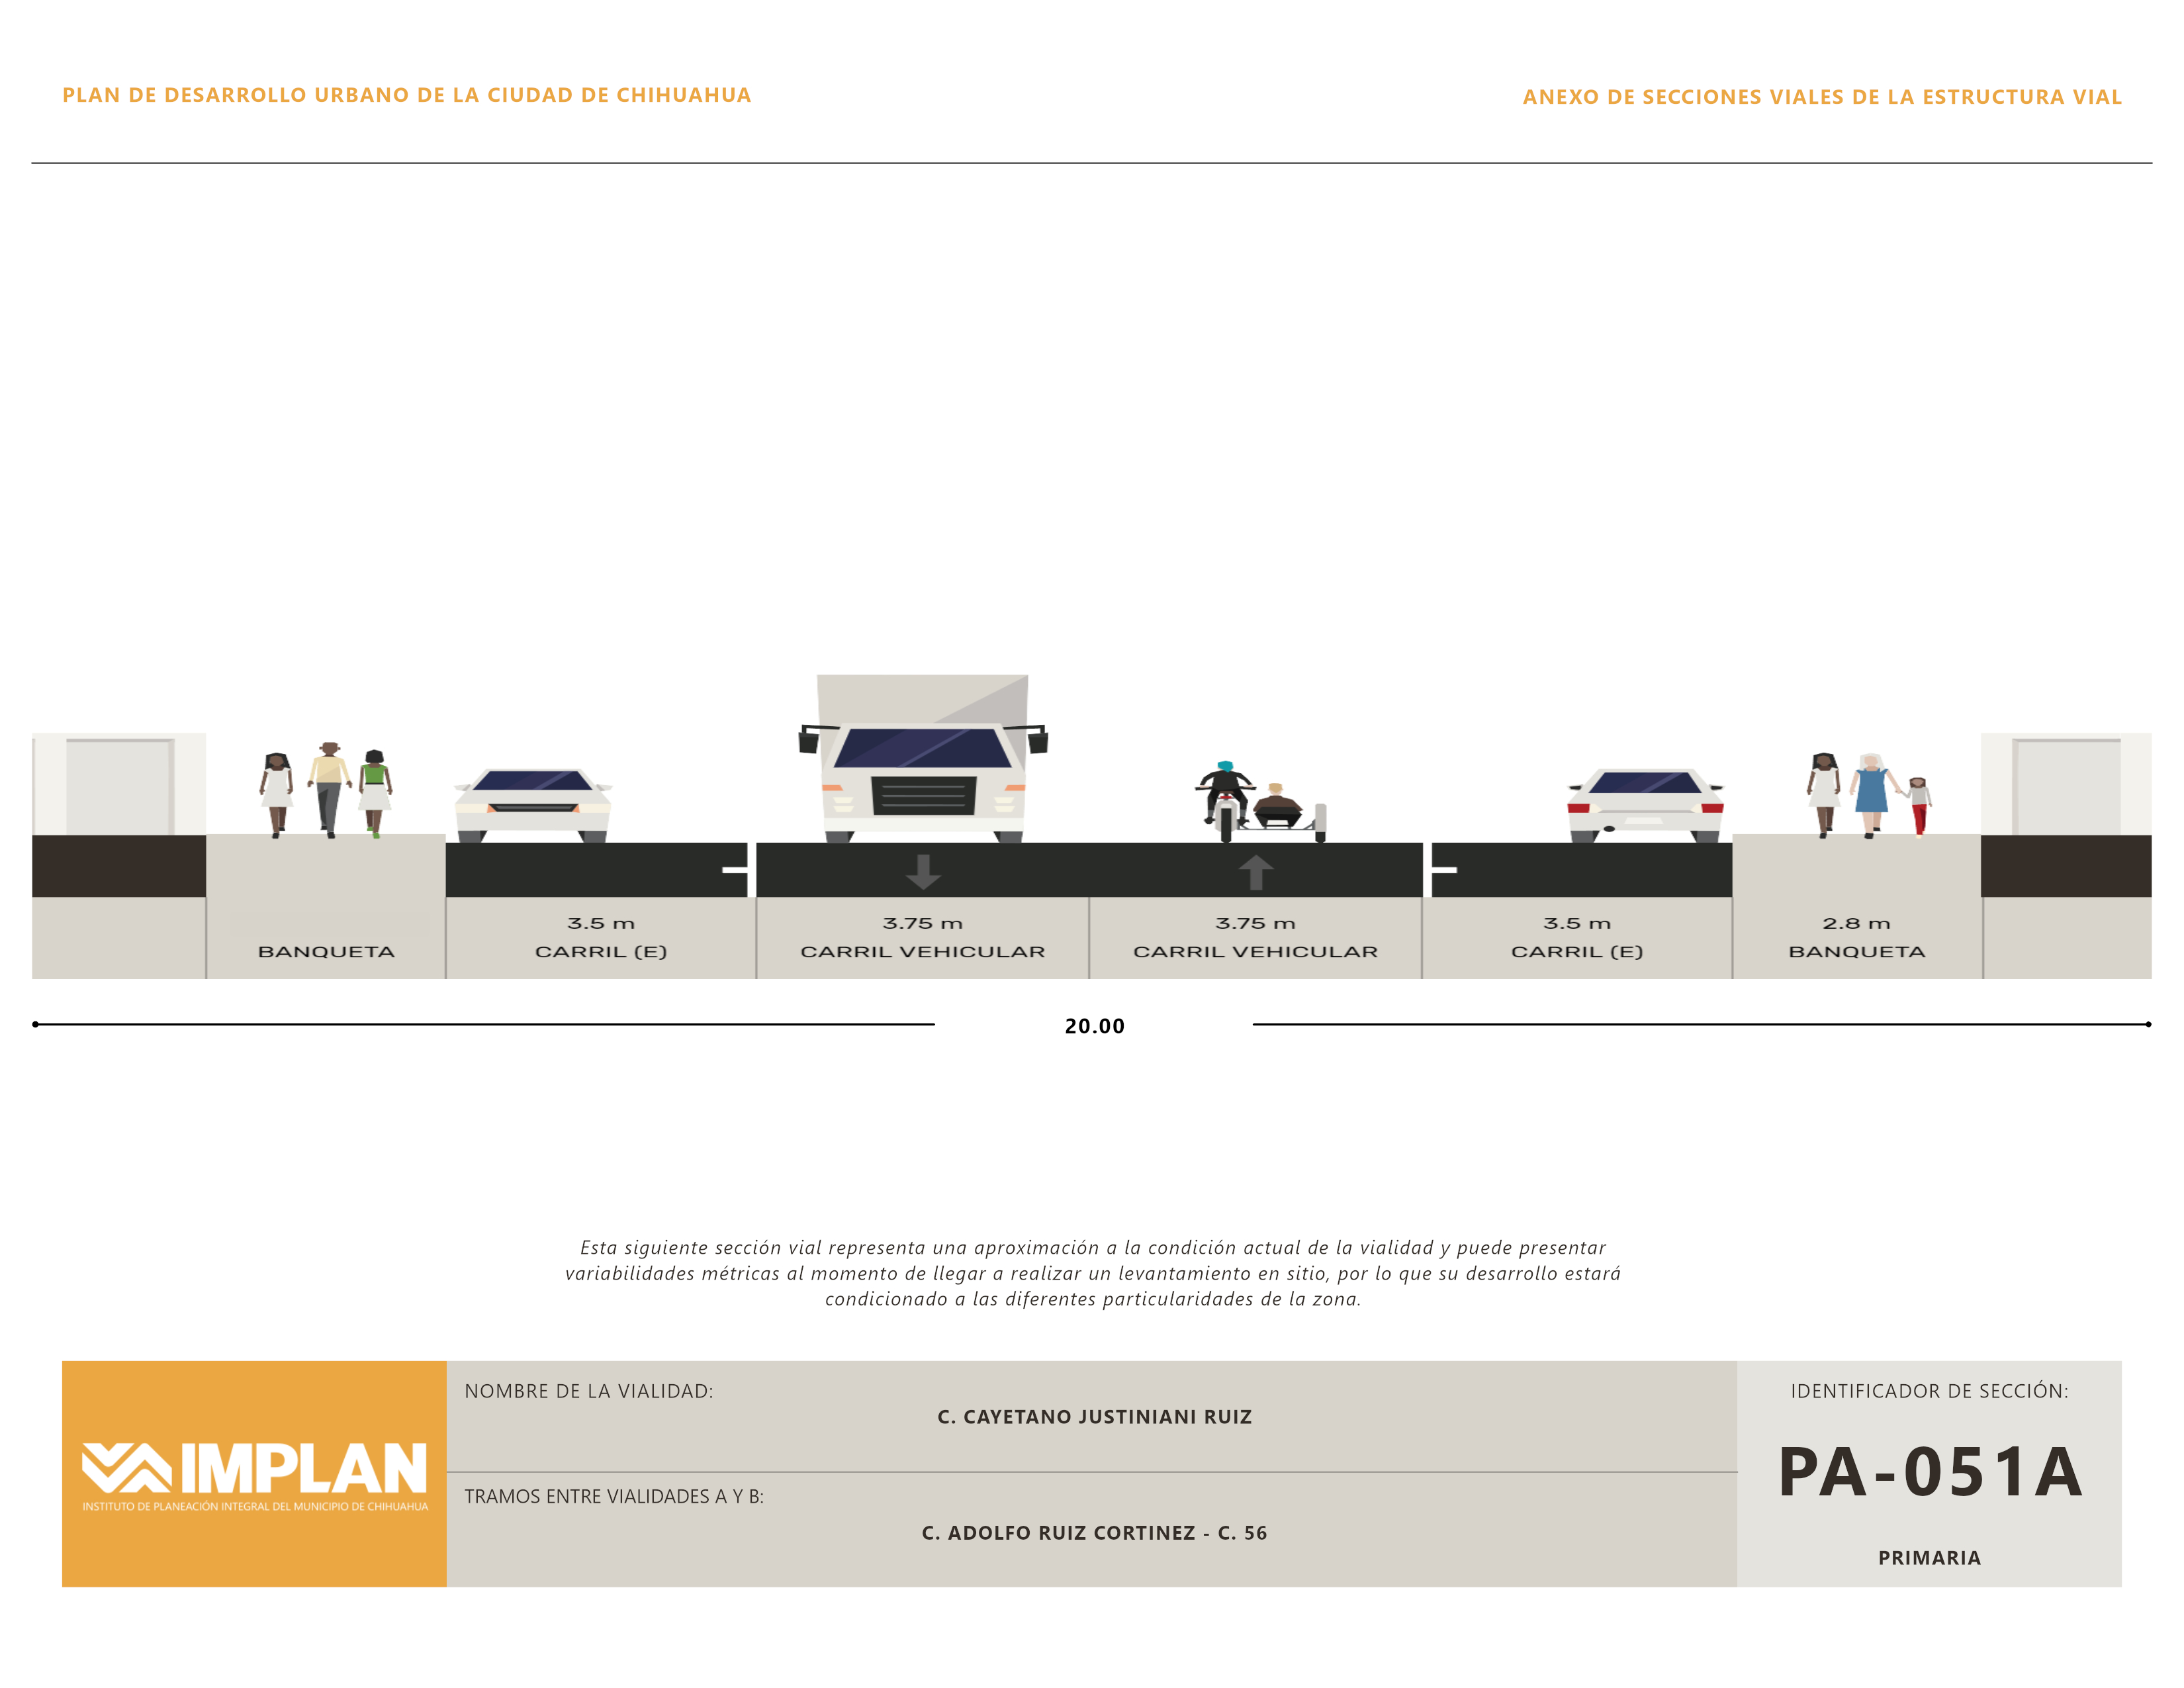 PLAN DE DESARROLLO URBANO DE LA CIUDAD DE CHIHUAHUA
ANEXO DE SECCIONES VIALES DE LA ESTRUCTURA VIAL
3.5 m
3.75 m
3.75 m
3.5 m
2.8 m
BANQUETA
CARRIL (E)
CARRIL VEHICULAR
CARRIL VEHICULAR
CARRIL (E)
BANQUETA
20.00
Esta siguiente sección vial representa una aproximación a la condición actual de la vialidad y puede presentar
variabilidades métricas al momento de llegar a realizar un levantamiento en sitio, por lo que su desarrollo estará
condicionado a las diferentes particularidades de la zona.
IMPLAN
INSTITUTO DE PLANEACIÓN INTEGRAL DEL MUNICIPIO DE CHIHUAHUA
NOMBRE DE LA VIALIDAD:
C. CAYETANO JUSTINIANI RUIZ
TRAMOS ENTRE VIALIDADES A Y B:
C. ADOLFO RUIZ CORTINEZ - C. 56
IDENTIFICADOR DE SECCIÓN:
PA-051A
PRIMARIA